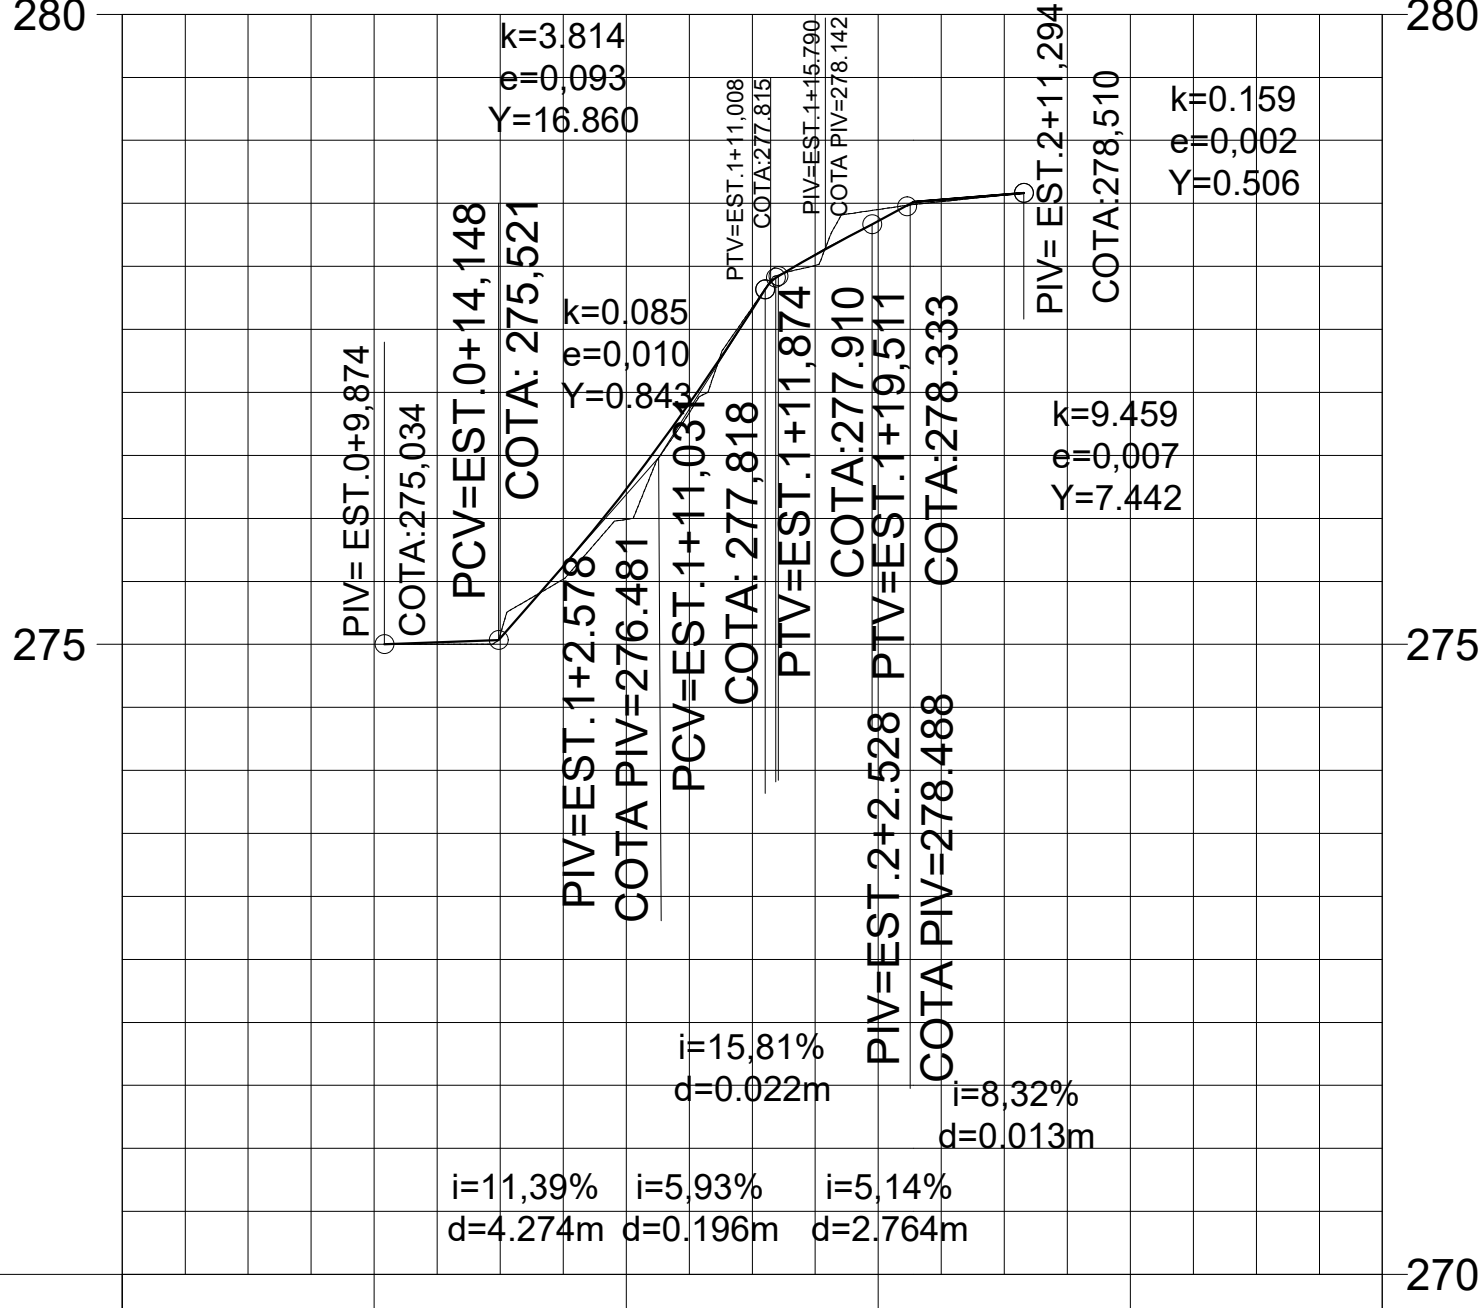 280
280
k=3.814
e=0,093
Y=16.860
PTV=EST.1+11,008
COTA:277.815
PIV=EST.1+15.790
COTA PIV=278.142
PIV= EST.2+11,294
COTA:278,510
k=0.159
e=0,002
Y=0.506
PIV= EST.0+9,874
COTA:275,034
PCV=EST.0+14,148
COTA: 275,521
k=0.085
e=0,010
Y=0.843
PIV=EST.1+2.578
COTA PIV=276.481
PCV=EST.1+11,031
COTA: 277,818
PTV=EST.1+11,874
COTA:277.910
PTV=EST.1+19,511
COTA:278.333
k=9.459
e=0,007
Y=7.442
275
275
PIV=EST.2+2.528
COTA PIV=278.488
i=15,81%
d=0.022m
i=8,32%
d=0.013m
i=11,39%
d=4.274m
i=5,93%
d=0.196m
i=5,14%
d=2.764m
270